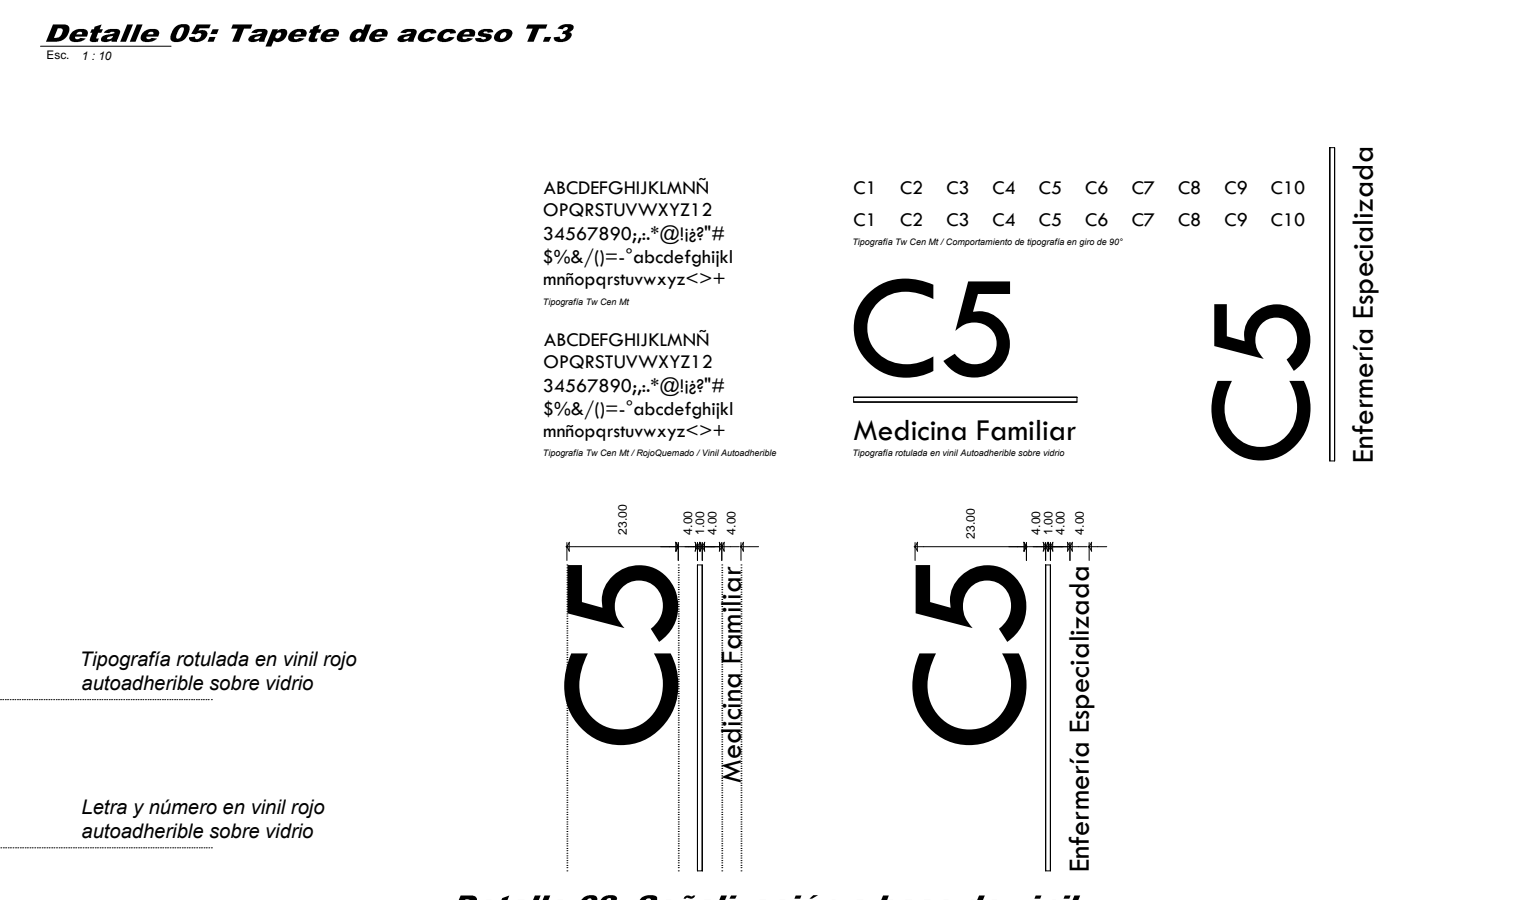 Detalle 05: Tapete de acceso T.3
Esc. 1 : 10
ABCDEFGHIJKLMNÑ
OPQRSTUVWXYZ12
34567890;,:.*@!¡¿?"#
$%&/()=-°abcdefghijkl
mnñopqrstuvwxyz<>+
Tipografía Tw Cen Mt
ABCDEFGHIJKLMNÑ
OPQRSTUVWXYZ12
34567890;,:.*@!¡¿?"#
$%&/()=-°abcdefghijkl
mnñopqrstuvwxyz<>+
Tipografía Tw Cen Mt / RojoQuemado / Vinil Autoadherible
C1 C2 C3 C4 C5 C6 C7 C8 C9 C10
C1 C2 C3 C4 C5 C6 C7 C8 C9 C10
Tipografía Tw Cen Mt / Comportamiento de tipografía en giro de 90°
C5
Medicina Familiar
Tipografía rotulada en vinil Autoadherible sobre vidrio
C5
Enfermería Especializada
23.00
4.00
1.00
4.00
4.00
C5
Medicina Familiar
23.00
4.00
1.00
4.00
4.00
C5
Enfermería Especializada
Tipografía rotulada en vinil rojo
autoadherible sobre vidrio
Letra y número en vinil rojo
autoadherible sobre vidrio